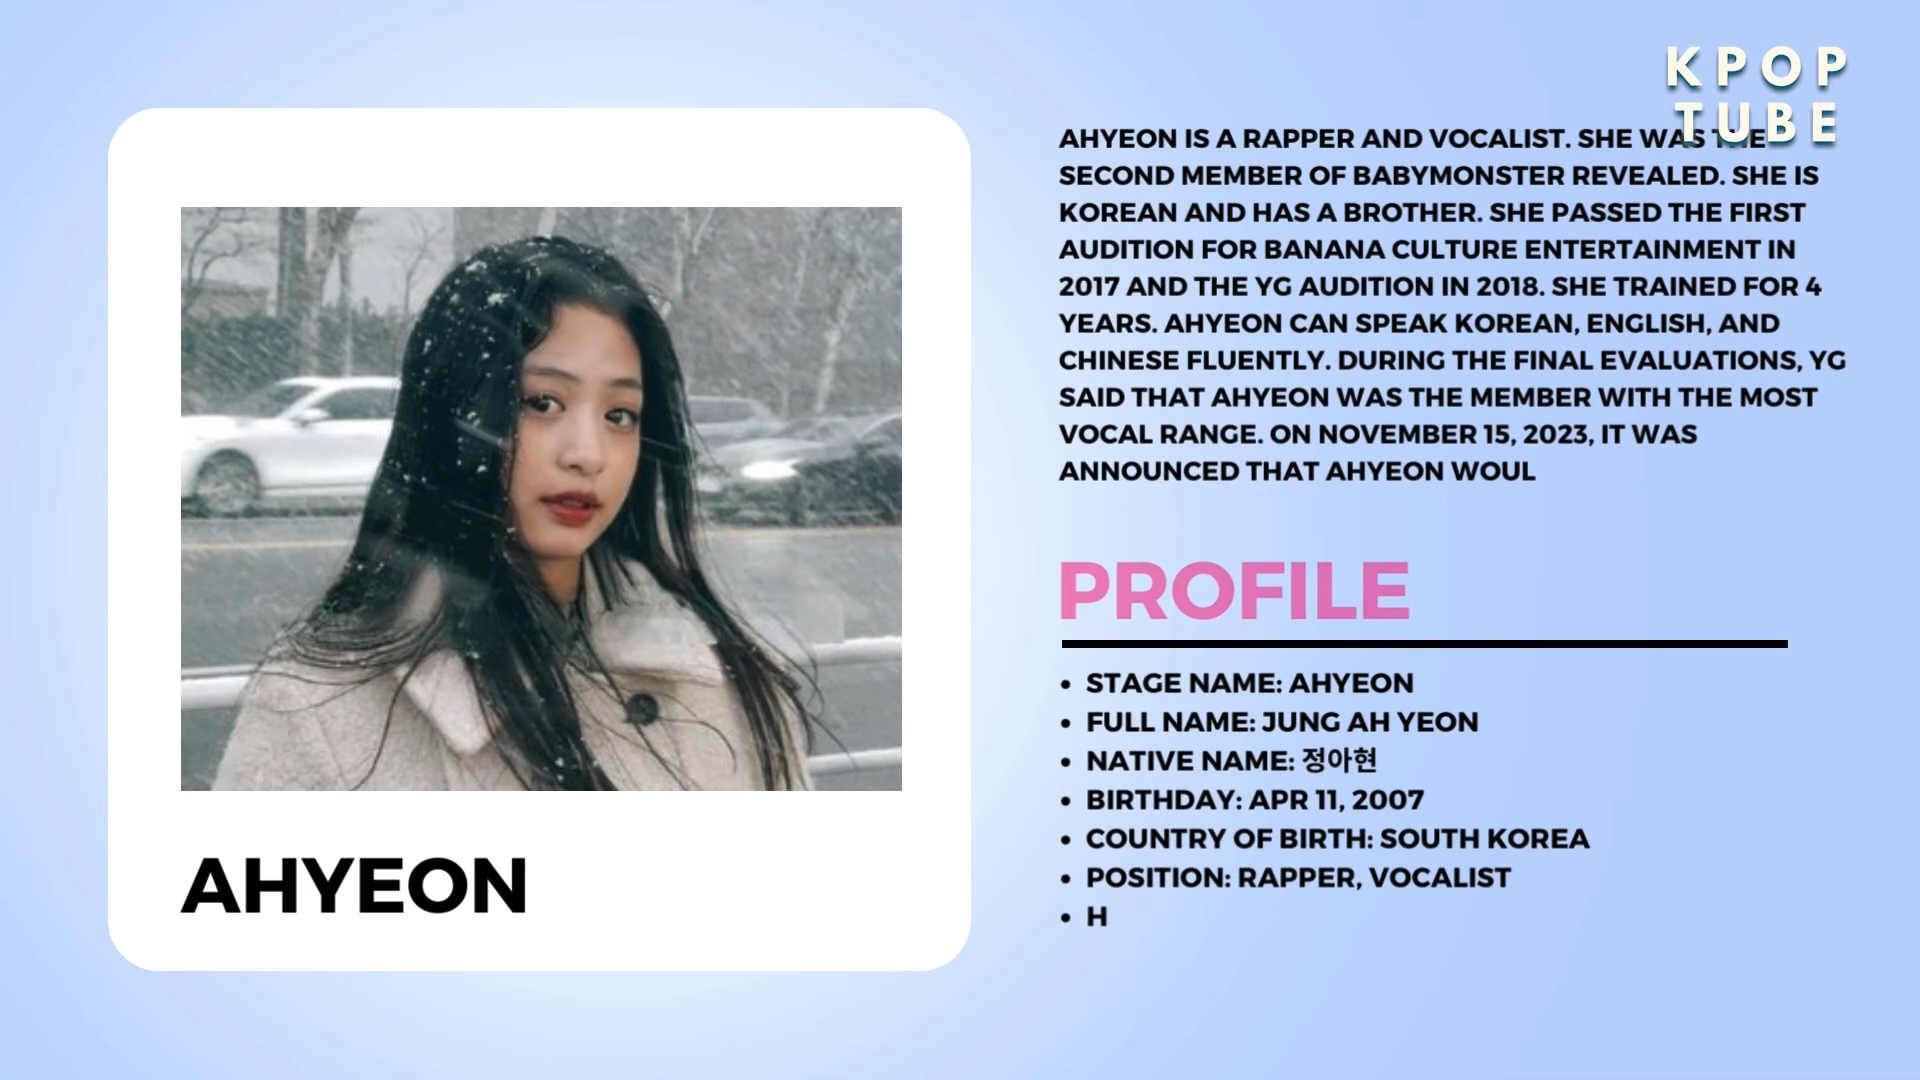 KPOP
TUBE
AHYEON IS A RAPPER AND VOCALIST. SHE WAS THE
SECOND MEMBER OF BABYMONSTER REVEALED. SHE IS
KOREAN AND HAS A BROTHER. SHE PASSED THE FIRST
AUDITION FOR BANANA CULTURE ENTERTAINMENT IN
2017 AND THE YG AUDITION IN 2018. SHE TRAINED FOR 4
YEARS. AHYEON CAN SPEAK KOREAN, ENGLISH, AND
CHINESE FLUENTLY. DURING THE FINAL EVALUATIONS, YG
SAID THAT AHYEON WAS THE MEMBER WITH THE MOST
VOCAL RANGE. ON NOVEMBER 15, 2023, IT WAS
ANNOUNCED THAT AHYEON WOUL
PROFILE
• STAGE NAME: AHYEON
• FULL NAME: JUNG AH YEON
• NATIVE NAME: 정아현
• BIRTHDAY: APR 11, 2007
• COUNTRY OF BIRTH: SOUTH KOREA
• POSITION: RAPPER, VOCALIST
• H
AHYEON